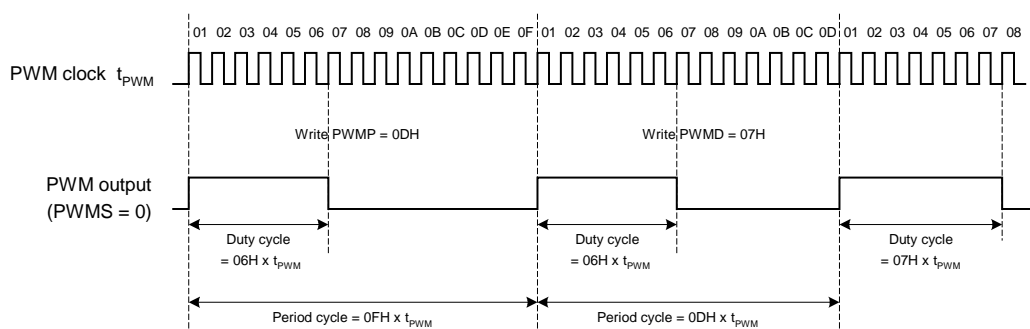 01 02 03 04 05 06 07 08 09 0A 0B 0C 0D 0E 0F 01 02 03 04 05 06 07 08 09 0A 0B 0C 0D 01 02 03 04 05 06 07 08
PWM clock tPWM
Write PWMP = 0DH Write PWMD = 07H
PWM output
(PWMS = 0)
Duty cycle Duty cycle Duty cycle
= 06H x tPWM = 06H x tPWM = 07H x tPWM
Period cycle = 0FH x tPWM Period cycle = 0DH x tPWM